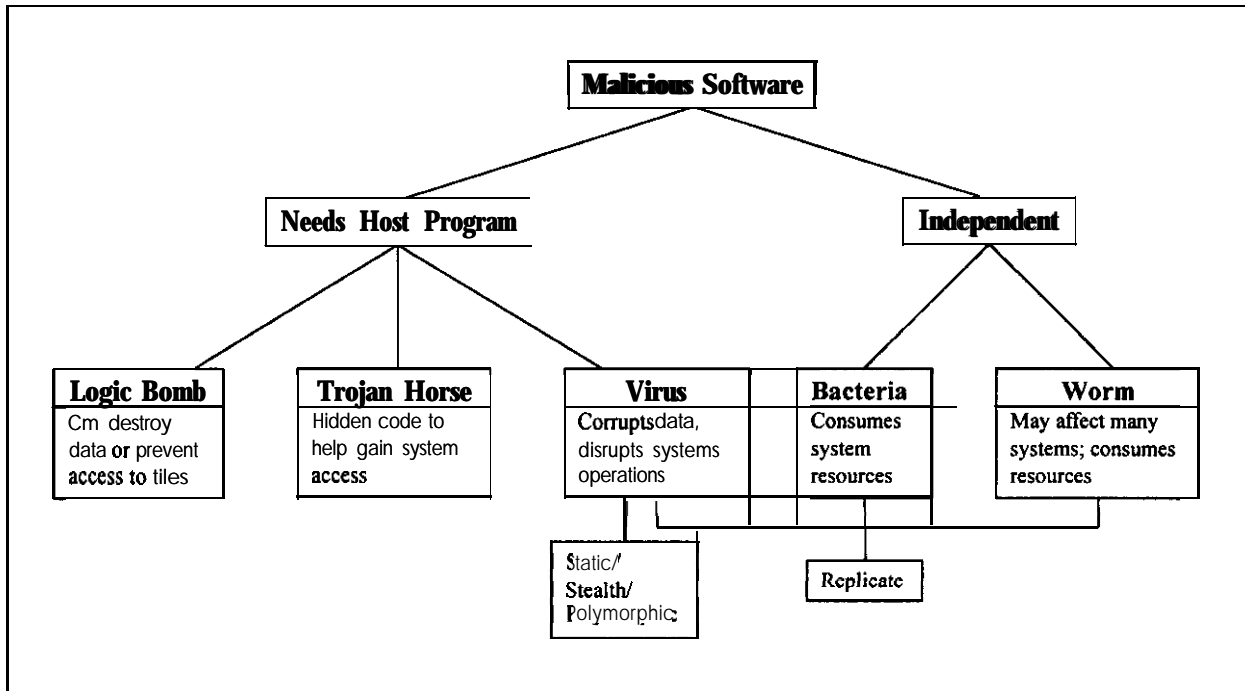 Malicious Software
Needs Host Program
Independent
Logic Bomb
Cm destroy
data or prevent
access to tiles
Trojan Horse
Hidden code to
help gain system
access
Virus
Corruptsdata,
disrupts systems
operations
Bacteria
Consumes
system
resources
Worm
May affect many
systems; consumes
resources
Static/
Stealth/
Polymorphic
Replicate